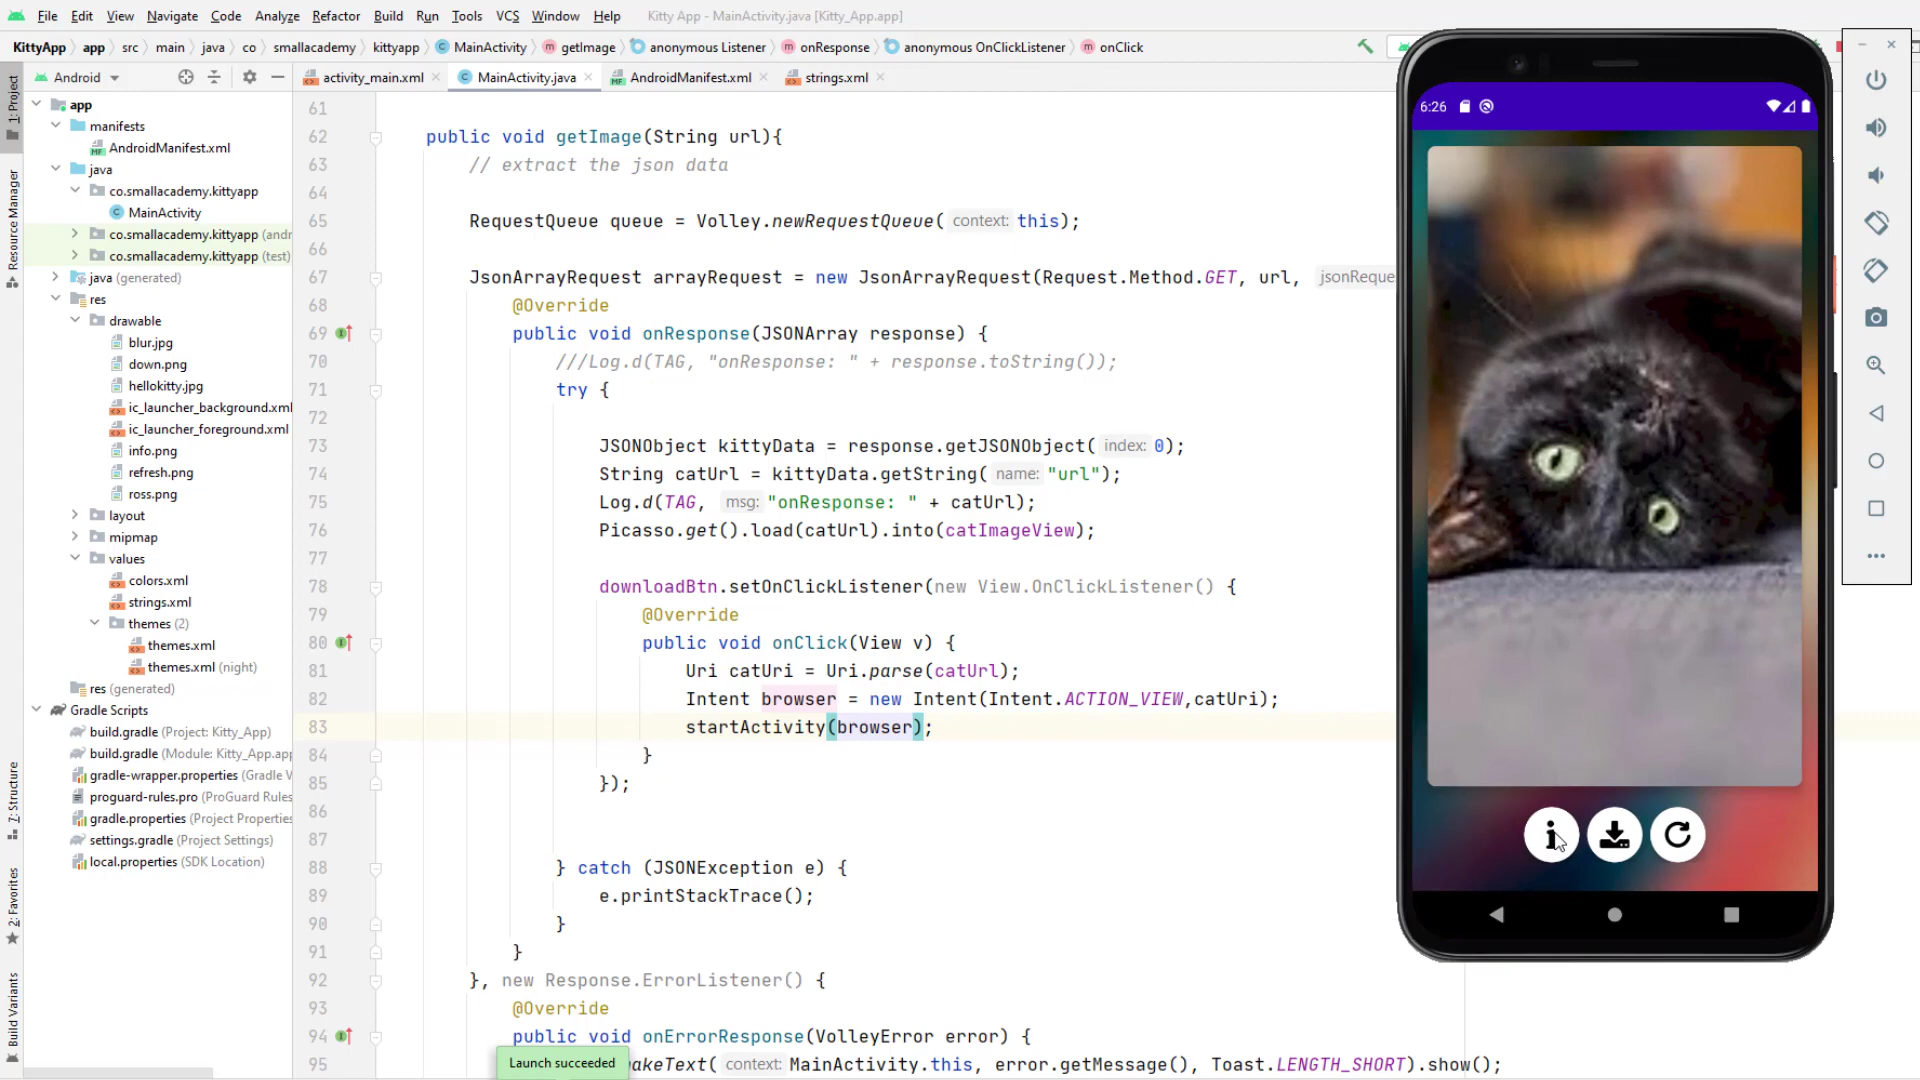 File Edit View Navigate Code Analyze Refactor Build Run Tools VCS Window Help Kitty App - MainActivity.java [Kitty_App.app]
KittyApp app src main java co smallacademy kittyapp MainActivity getImage anonymous Listener onResponse anonymous OnClickListener onClick
Android activity_main.xml MainActivity.java AndroidManifest.xml strings.xml
1: Project
Resource Manager
7: Structure
2: Favorites
Build Variants
app
manifests
AndroidManifest.xml
java
co.smallacademy.kittyapp
MainActivity
co.smallacademy.kittyapp (andr
co.smallacademy.kittyapp (test)
java (generated)
res
drawable
blur.jpg
down.png
hellokitty.jpg
ic_launcher_background.xml
ic_launcher_foreground.xml
info.png
refresh.png
ross.png
layout
mipmap
values
colors.xml
strings.xml
themes (2)
themes.xml
themes.xml (night)
res (generated)
Gradle Scripts
build.gradle (Project: Kitty_App)
build.gradle (Module: Kitty_App.app
gradle-wrapper.properties (Gradle V
proguard-rules.pro (ProGuard Rules
gradle.properties (Project Properties
settings.gradle (Project Settings)
local.properties (SDK Location)
61
62 public void getImage(String url){
63 // extract the json data
64
65 RequestQueue queue = Volley.newRequestQueue( context: this);
66
67 JsonArrayRequest arrayRequest = new JsonArrayRequest(Request.Method.GET, url, jsonReque
68 @Override
69 public void onResponse(JSONArray response) {
70 ///Log.d(TAG, "onResponse: " + response.toString());
71 try {
72
73 JSONObject kittyData = response.getJSONObject( index: 0);
74 String catUrl = kittyData.getString( name: "url");
75 Log.d(TAG, msg: "onResponse: " + catUrl);
76 Picasso.get().load(catUrl).into(catImageView);
77
78 downloadBtn.setOnClickListener(new View.OnClickListener() {
79 @Override
80 public void onClick(View v) {
81 Uri catUri = Uri.parse(catUrl);
82 Intent browser = new Intent(Intent.ACTION_VIEW,catUri);
83 startActivity(browser);
84 }
85 });
86
87
88 } catch (JSONException e) {
89 e.printStackTrace();
90 }
91 }
92 }, new Response.ErrorListener() {
93 @Override
94 public void onErrorResponse(VolleyError error) {
95 akeText( context: MainActivity.this, error.getMessage(), Toast.LENGTH_SHORT).show();
Launch succeeded
6:26